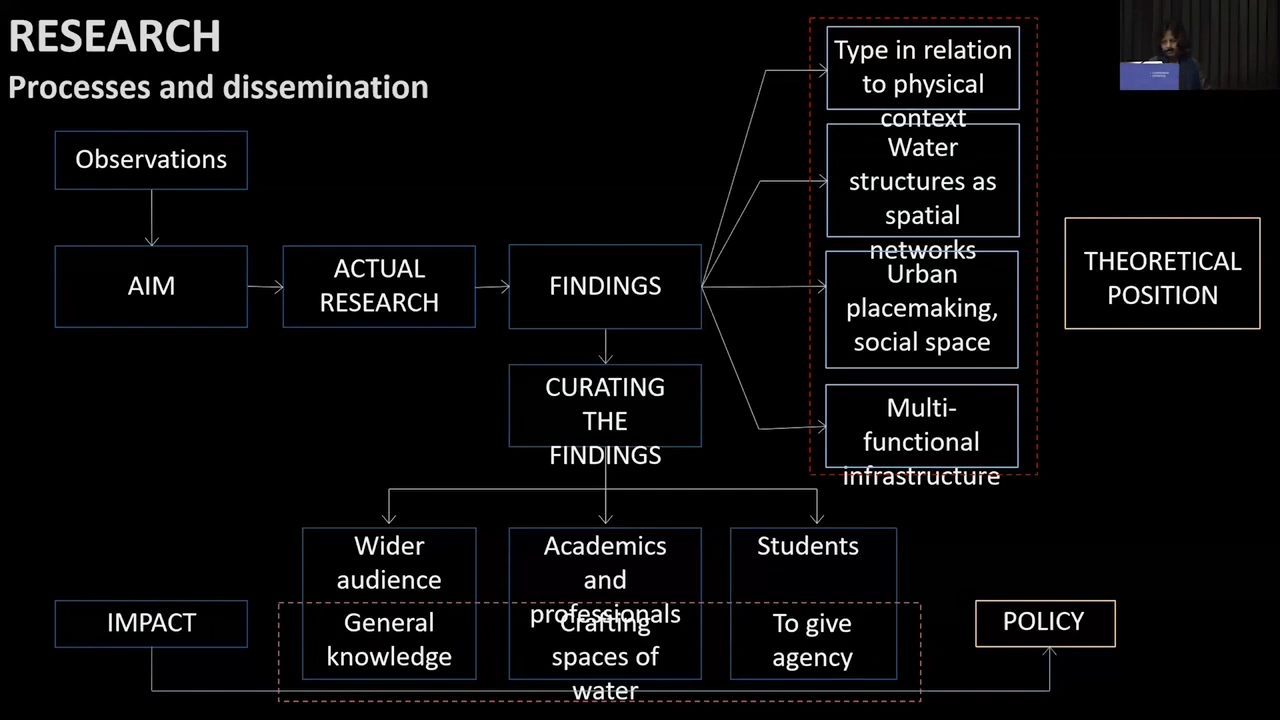 RESEARCH
Processes and dissemination
Observations
AIM
ACTUAL
RESEARCH
FINDINGS
Type in relation
to physical
context
Water
structures as
spatial
networks
Urban
placemaking,
social space
Multi-
functional
infrastructure
THEORETICAL
POSITION
CURATING
THE
FINDINGS
Wider
audience
General
knowledge
Academics
and
professionals
Crafting
spaces of
water
Students
To give
agency
IMPACT
POLICY